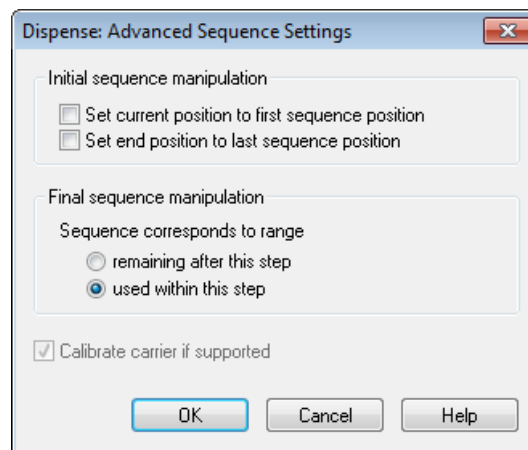 Dispense: Advanced Sequence Settings
Initial sequence manipulation
Set current position to first sequence position
Set end position to last sequence position
Final sequence manipulation
Sequence corresponds to range
remaining after this step
used within this step
Calibrate carrier if supported
OK Cancel Help